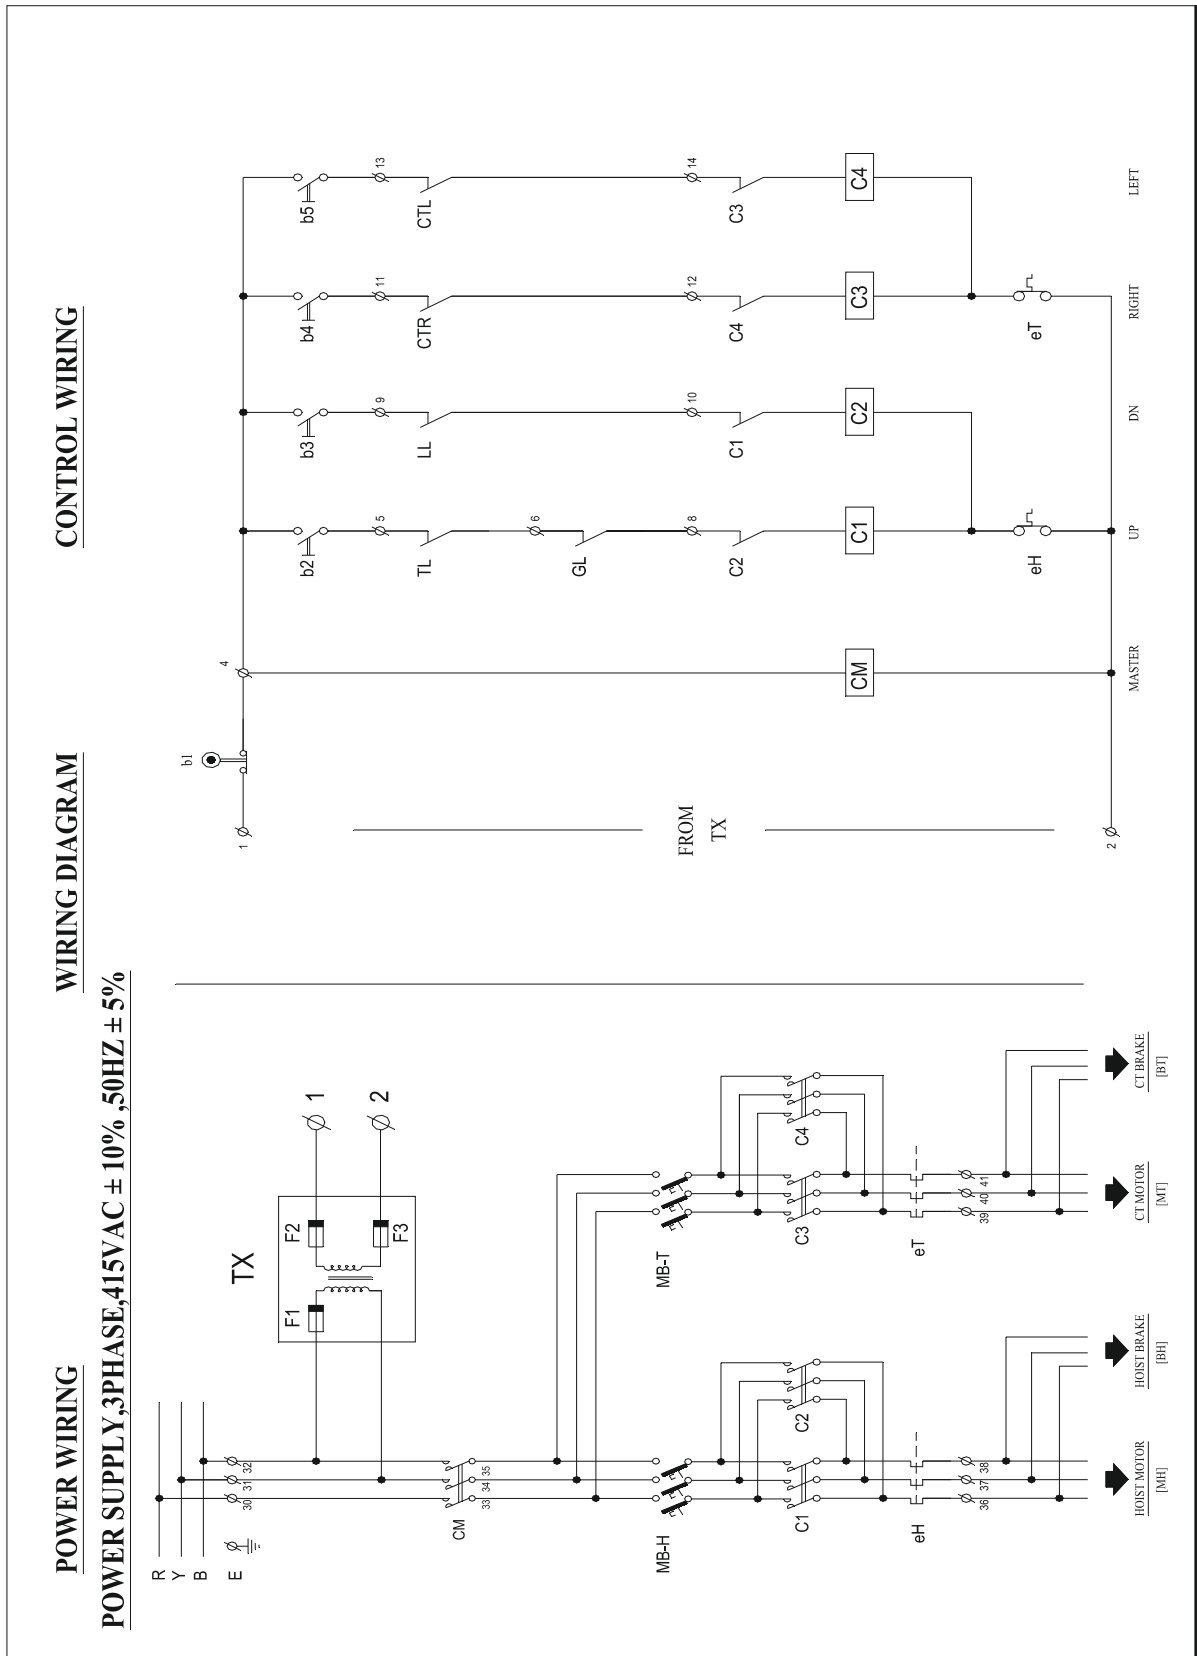 POWER WIRING
WIRING DIAGRAM
CONTROL WIRING
POWER SUPPLY,3PHASE,415VAC ± 10% ,50HZ ± 5%
R
Y
B
E
30
31
32
TX
F1
F2
F3
1
2
CM
33
34
35
MB-H
MB-T
C1
C2
C3
C4
eH
eT
36
37
38
39
40
41
HOIST MOTOR
[MH]
HOIST BRAKE
[BH]
CT MOTOR
[MT]
CT BRAKE
[BT]
1
b1
4
FROM
TX
2
b2
b3
b4
b5
5
9
11
13
TL
LL
CTR
CTL
6
GL
8
10
12
14
C2
C1
C4
C3
CM
C1
C2
C3
C4
eH
eT
MASTER
UP
DN
RIGHT
LEFT